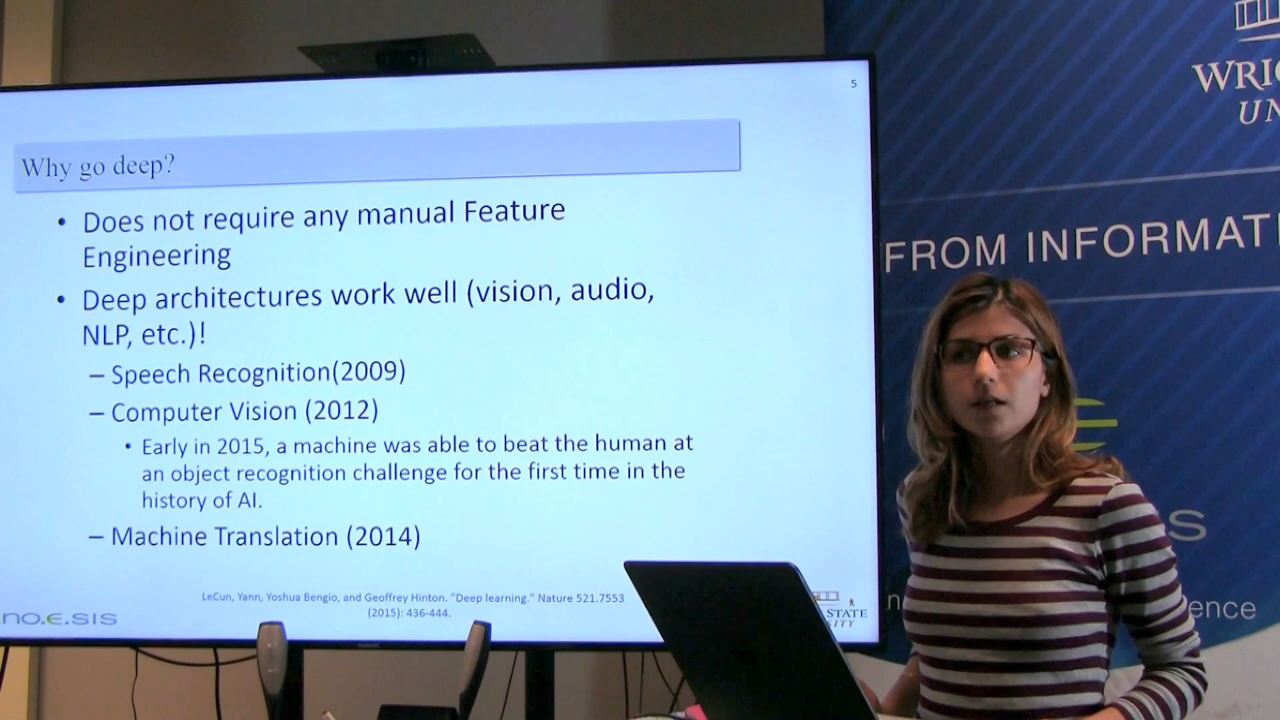 5
Why go deep?
• Does not require any manual Feature
Engineering
• Deep architectures work well (vision, audio,
NLP, etc.)!
– Speech Recognition(2009)
– Computer Vision (2012)
• Early in 2015, a machine was able to beat the human at
an object recognition challenge for the first time in the
history of AI.
– Machine Translation (2014)
LeCun, Yann, Yoshua Bengio, and Geoffrey Hinton. "Deep learning." Nature 521.7553
(2015): 436-444.
no.e.sis
STATE
FROM INFORMAT